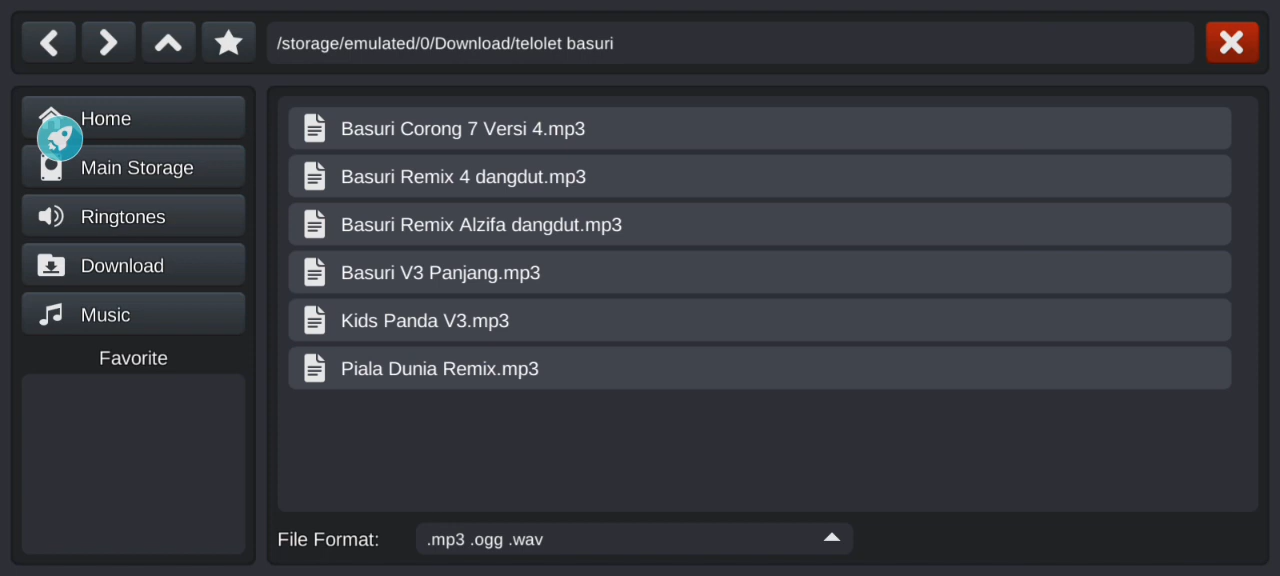 /storage/emulated/0/Download/telolet basuri
Home
Main Storage
Ringtones
Download
Music
Favorite
Basuri Corong 7 Versi 4.mp3
Basuri Remix 4 dangdut.mp3
Basuri Remix Alzifa dangdut.mp3
Basuri V3 Panjang.mp3
Kids Panda V3.mp3
Piala Dunia Remix.mp3
File Format:
.mp3 .ogg .wav